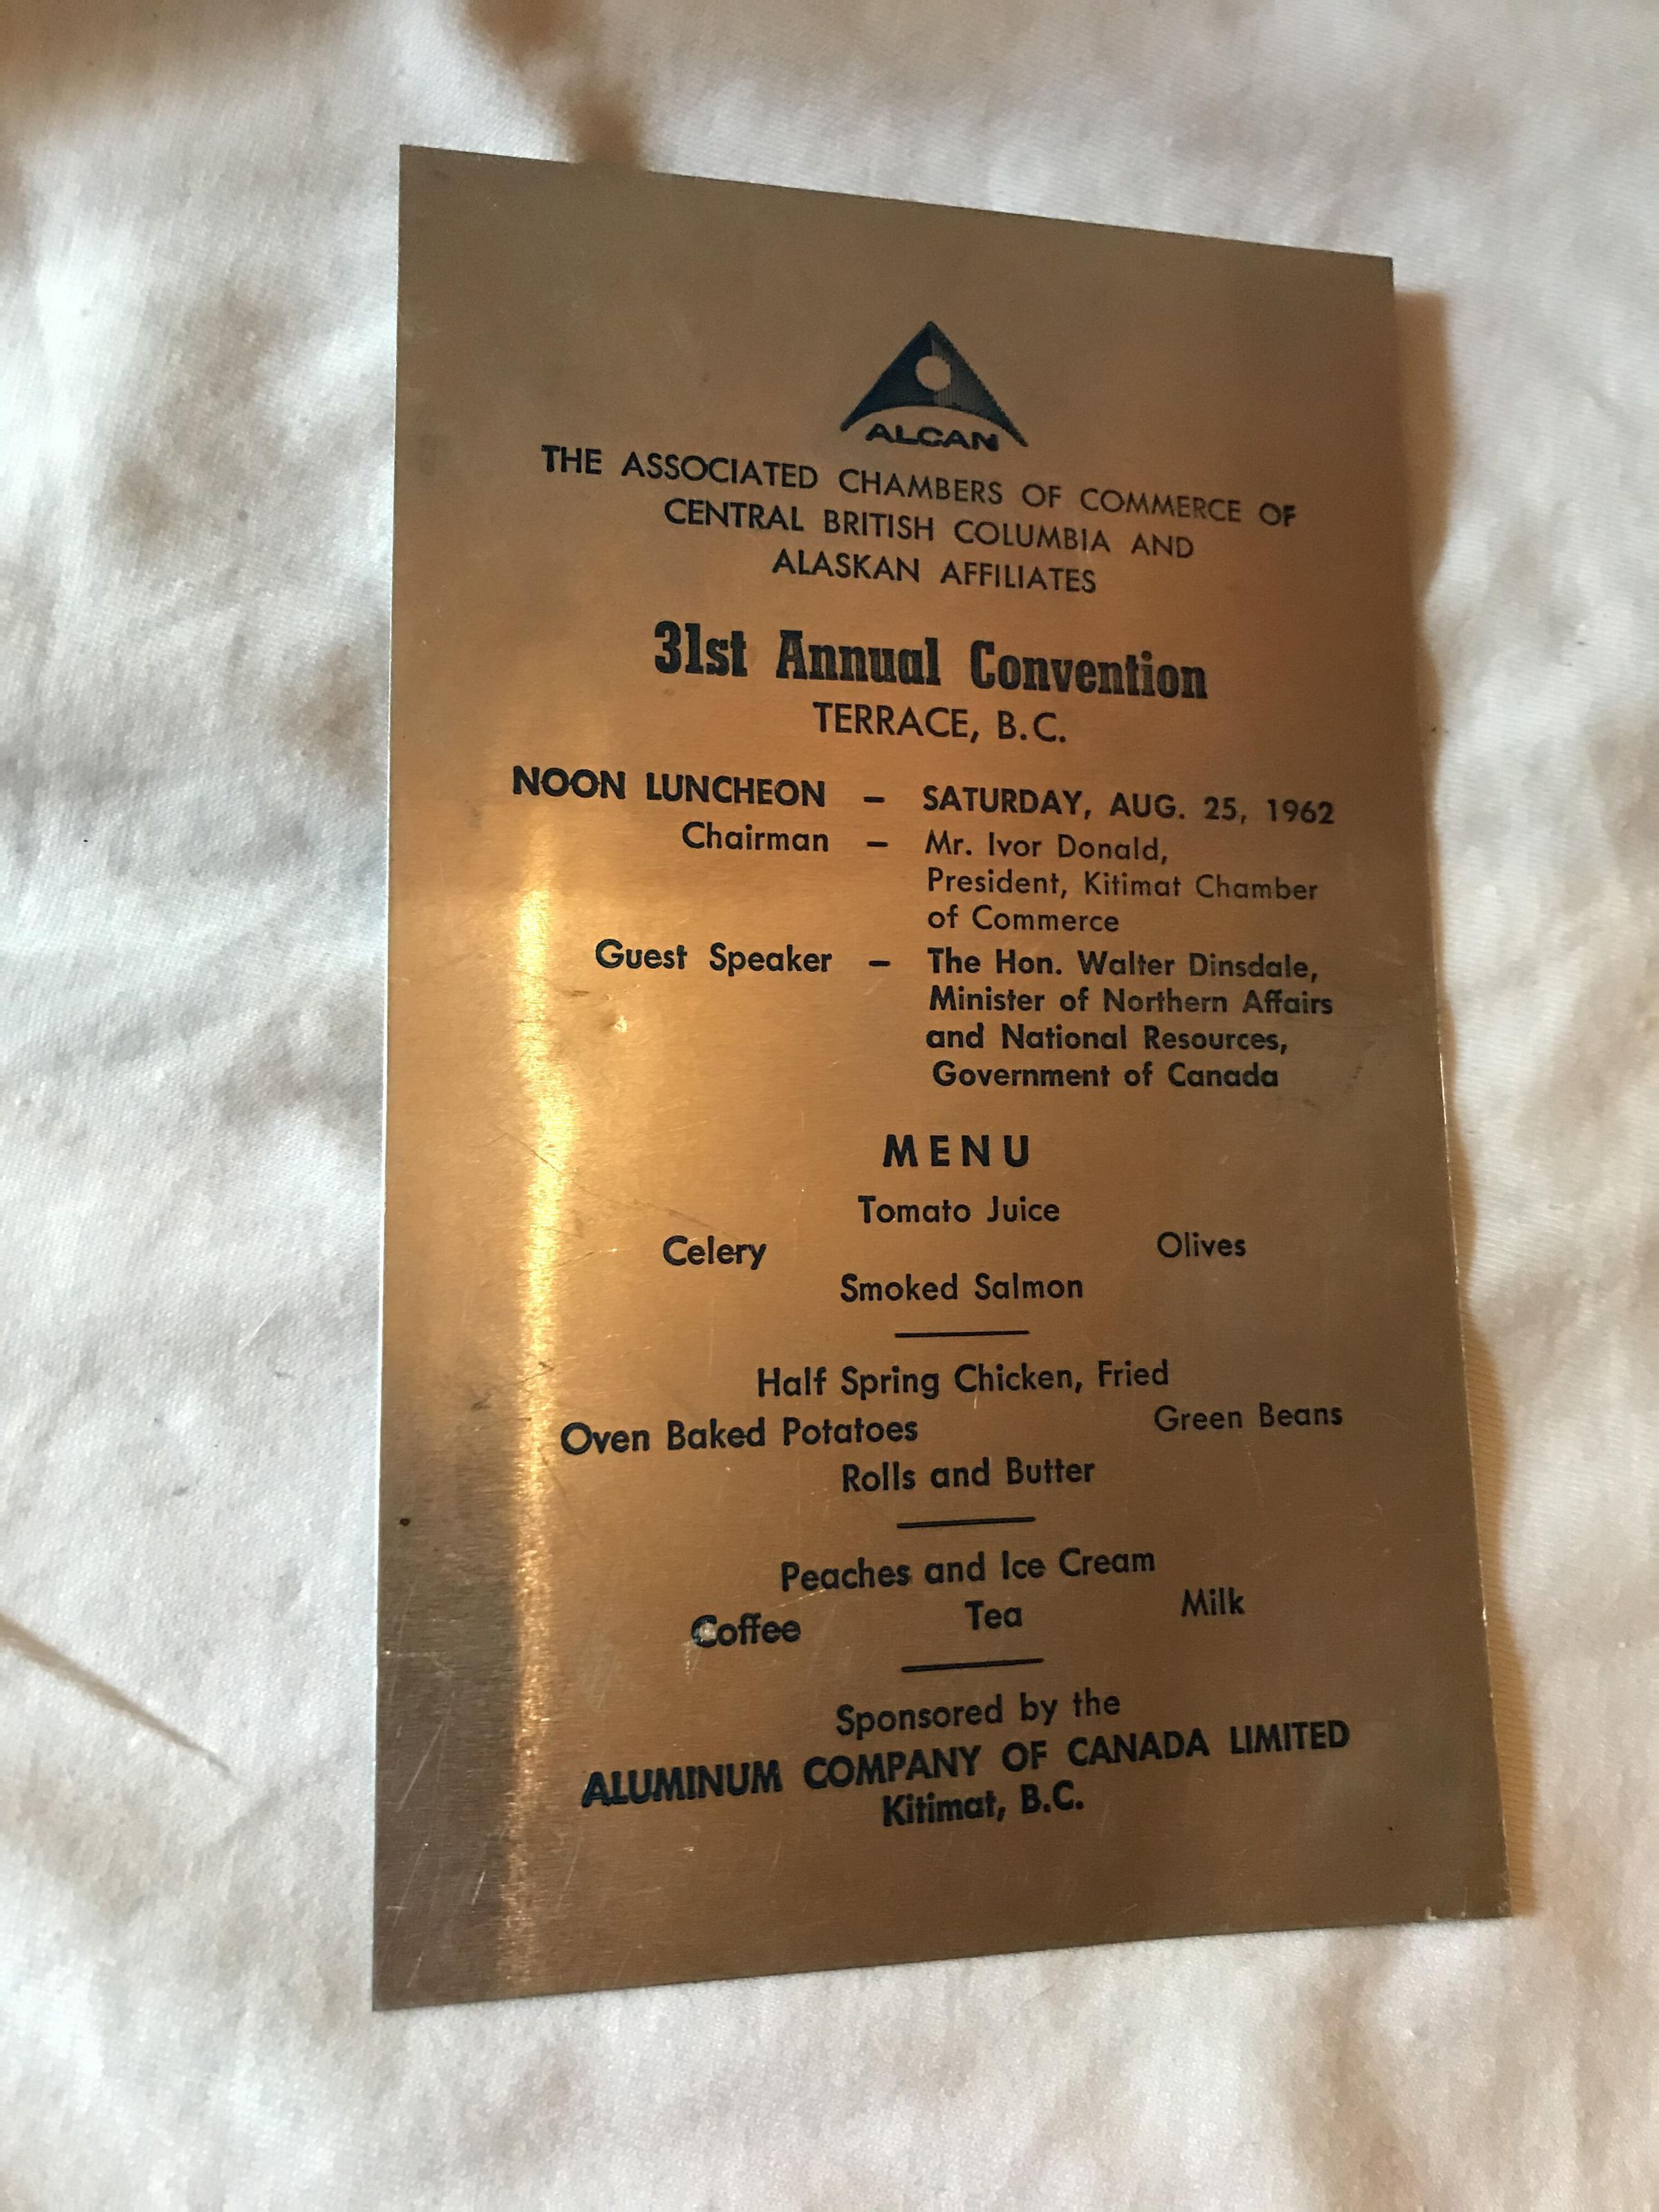 ALCAN
THE ASSOCIATED CHAMBERS OF COMMERCE OF
CENTRAL BRITISH COLUMBIA AND
ALASKAN AFFILIATES
31st Annual Convention
TERRACE, B.C.
NOON LUNCHEON – SATURDAY, AUG. 25, 1962
Chairman – Mr. Ivor Donald,
President, Kitimat Chamber
of Commerce
Guest Speaker – The Hon. Walter Dinsdale,
Minister of Northern Affairs
and National Resources,
Government of Canada
MENU
Tomato Juice
Celery Olives
Smoked Salmon
Half Spring Chicken, Fried
Oven Baked Potatoes Green Beans
Rolls and Butter
Peaches and Ice Cream
Coffee Tea Milk
Sponsored by the
ALUMINUM COMPANY OF CANADA LIMITED
Kitimat, B.C.